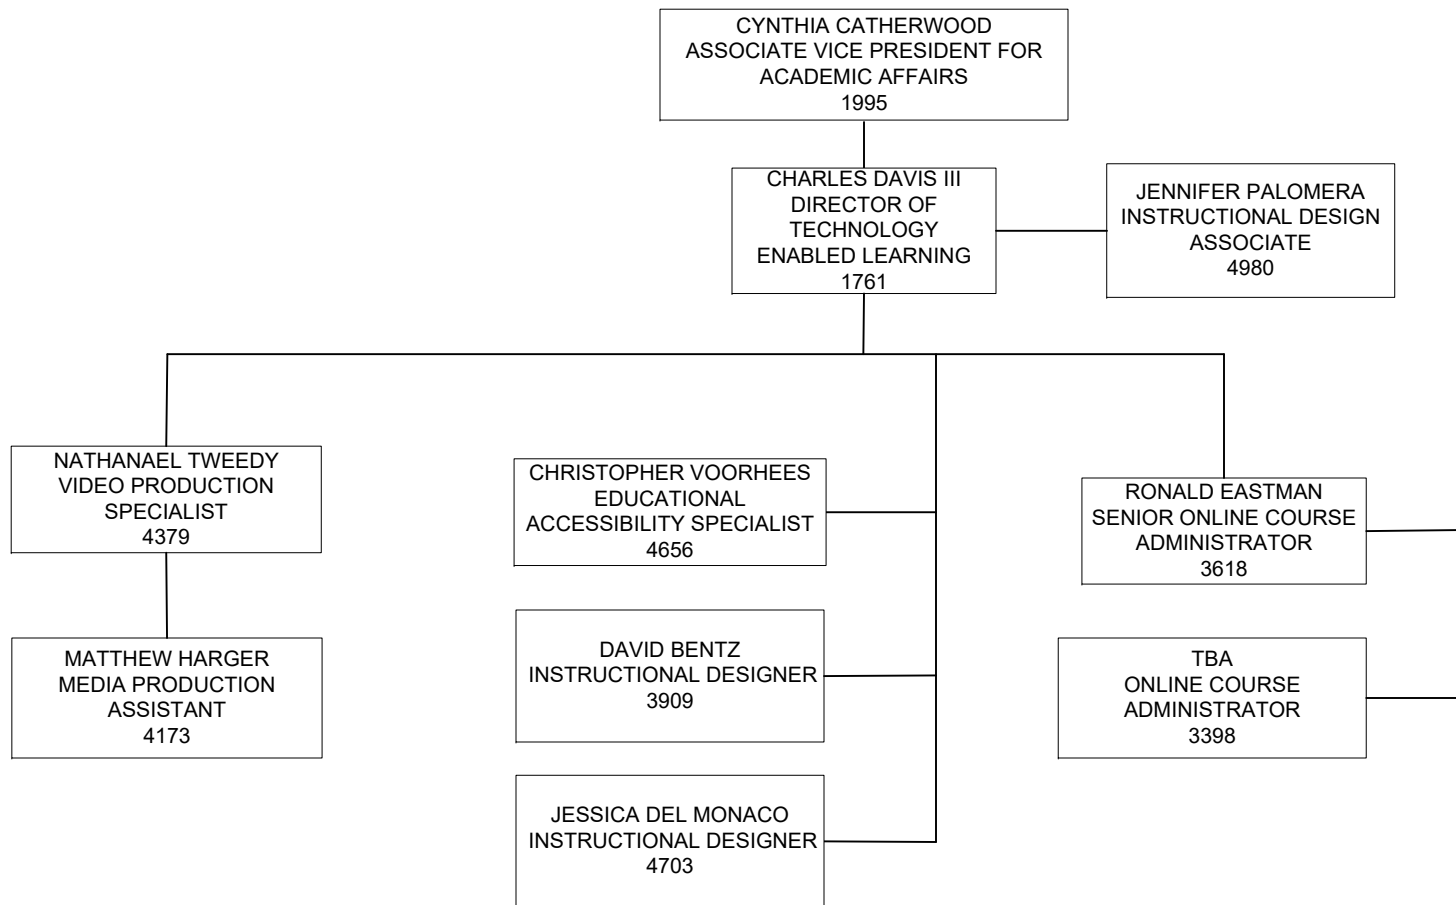 CYNTHIA CATHERWOOD
ASSOCIATE VICE PRESIDENT FOR
ACADEMIC AFFAIRS
1995
CHARLES DAVIS III
DIRECTOR OF
TECHNOLOGY
ENABLED LEARNING
1761
JENNIFER PALOMERA
INSTRUCTIONAL DESIGN
ASSOCIATE
4980
NATHANAEL TWEEDY
VIDEO PRODUCTION
SPECIALIST
4379
MATTHEW HARGER
MEDIA PRODUCTION
ASSISTANT
4173
CHRISTOPHER VOORHEES
EDUCATIONAL
ACCESSIBILITY SPECIALIST
4656
DAVID BENTZ
INSTRUCTIONAL DESIGNER
3909
JESSICA DEL MONACO
INSTRUCTIONAL DESIGNER
4703
RONALD EASTMAN
SENIOR ONLINE COURSE
ADMINISTRATOR
3618
TBA
ONLINE COURSE
ADMINISTRATOR
3398